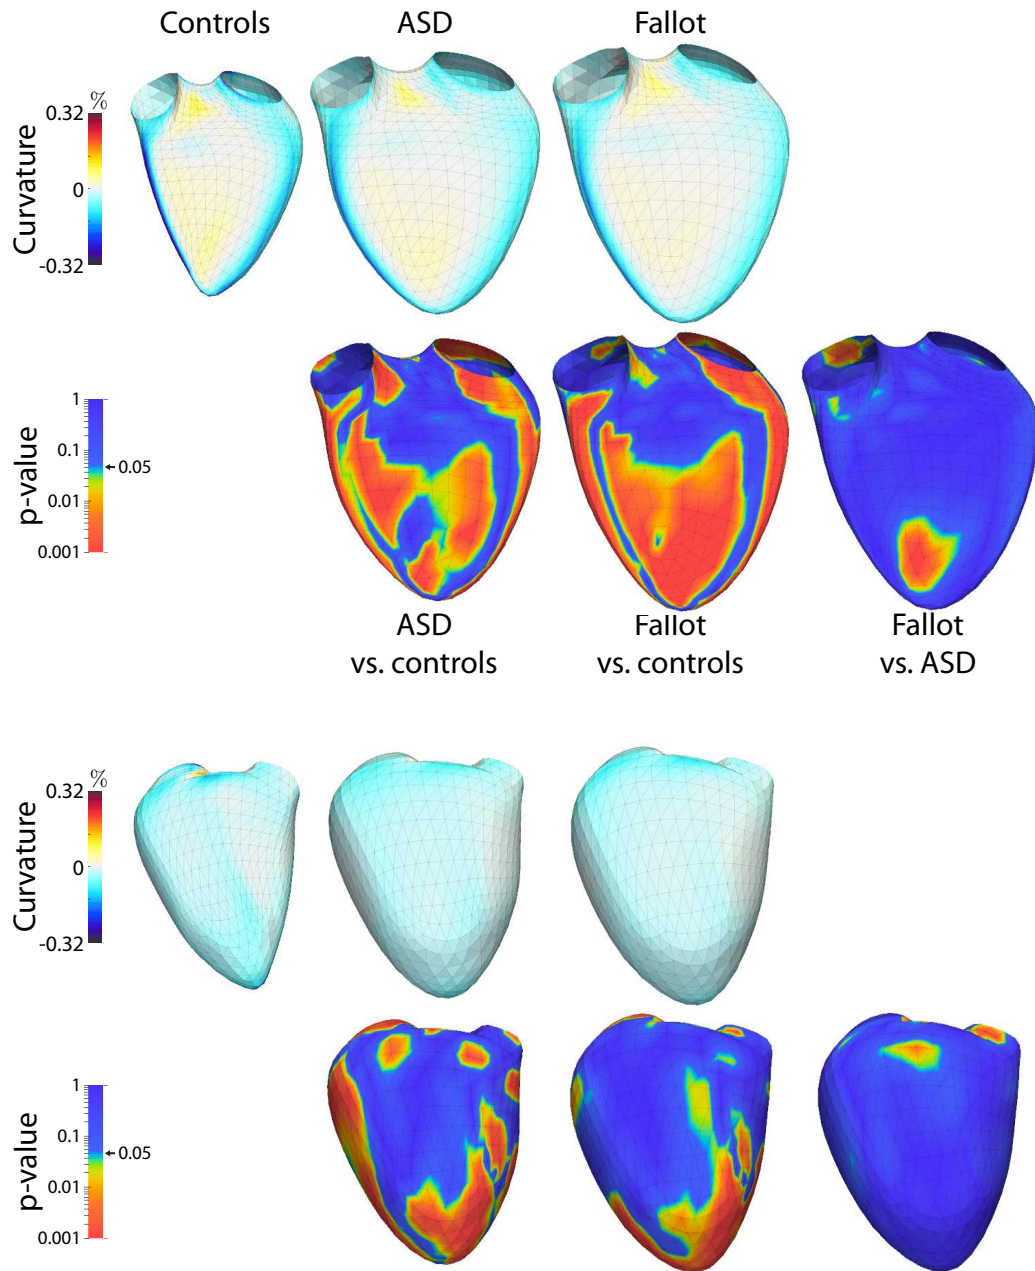 Controls
ASD
Fallot
%
0.32
0
-0.32
Curvature
1
0.1
0.05
0.01
0.001
p-value
ASD
vs. controls
Fallot
vs. controls
Fallot
vs. ASD
%
0.32
0
-0.32
Curvature
1
0.1
0.05
0.01
0.001
p-value